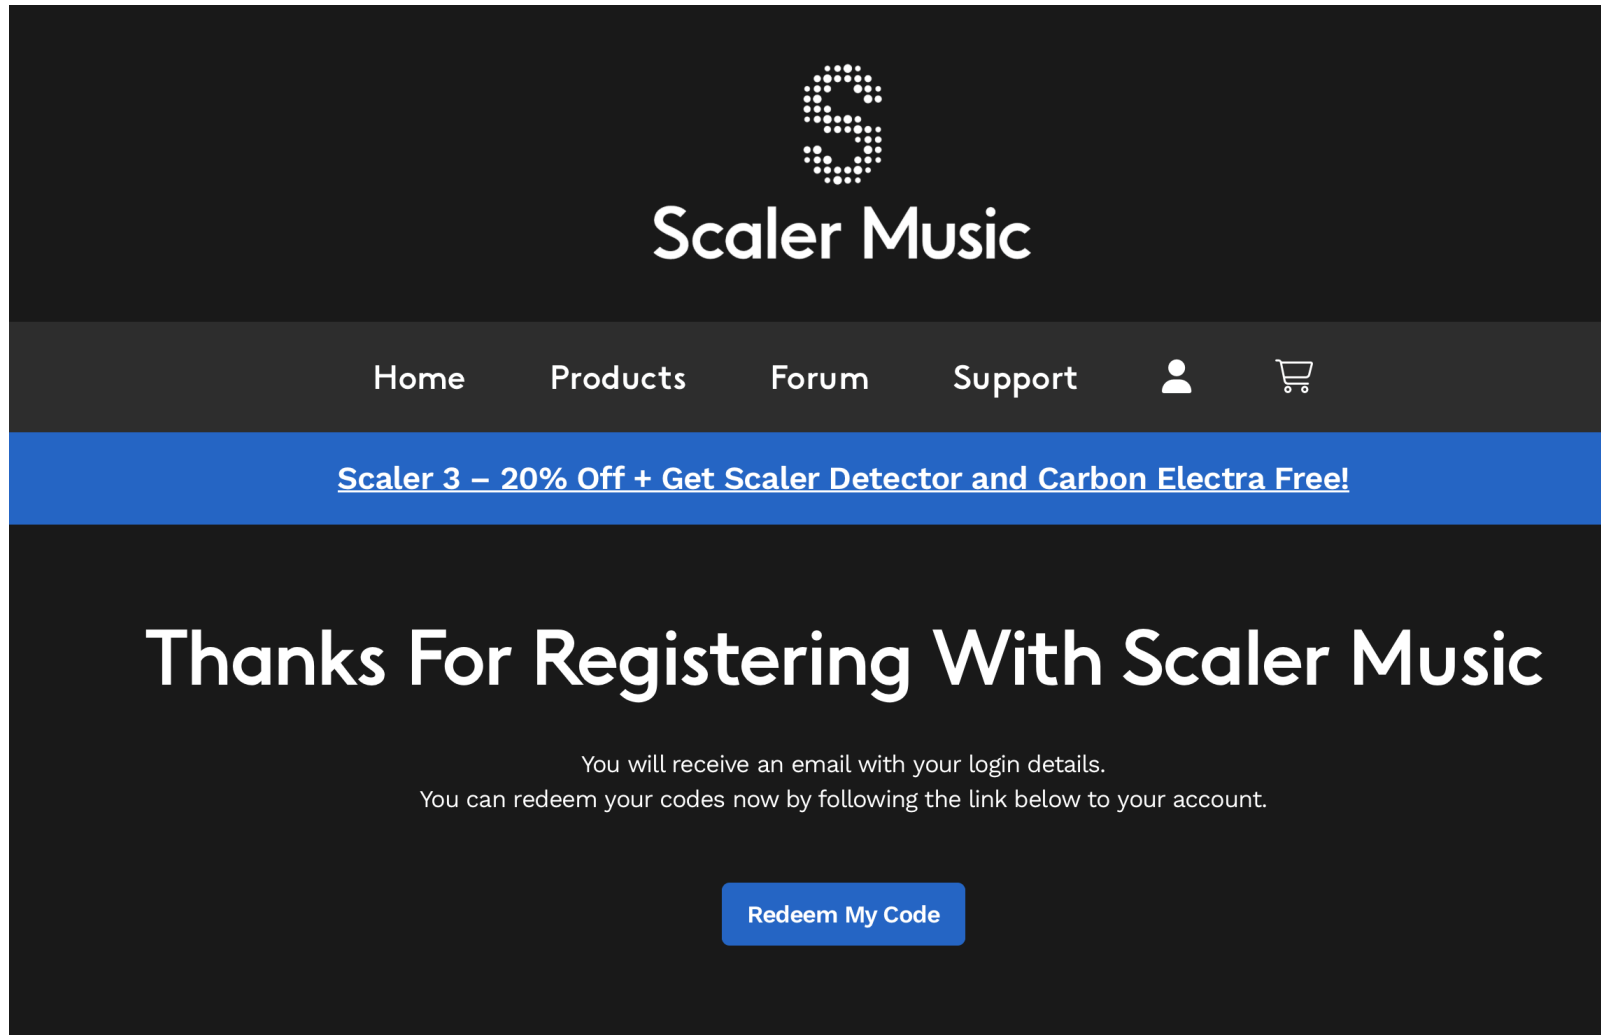 S
Scaler Music
Home Products Forum Support
Scaler 3 – 20% Off + Get Scaler Detector and Carbon Electra Free!
Thanks For Registering With Scaler Music
You will receive an email with your login details.
You can redeem your codes now by following the link below to your account.
Redeem My Code